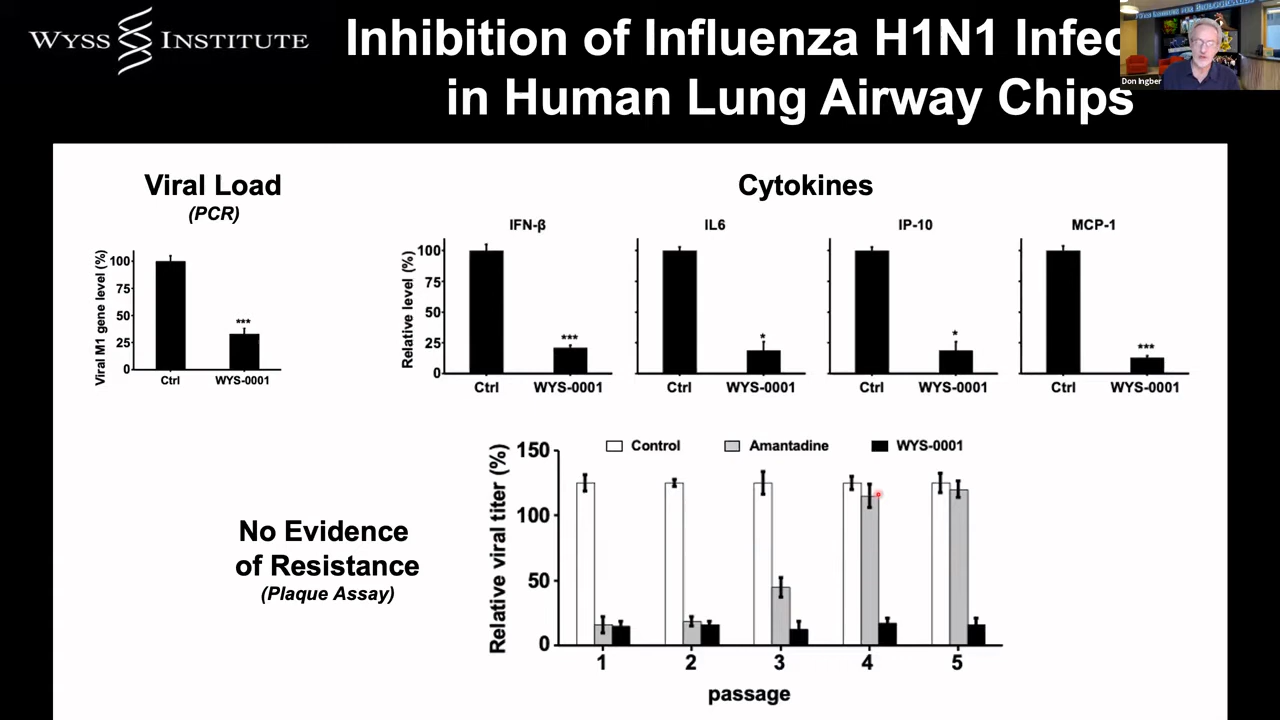 WYSS INSTITUTE
Inhibition of Influenza H1N1 Infec
in Human Lung Airway Chips
Don Ingber
Viral Load
(PCR)
Viral M1 gene level (%)
100
75
50
25
0
***
Ctrl
WYS-0001
Cytokines
Relative level (%)
100
75
50
25
0
IFN-β
***
Ctrl
WYS-0001
IL6
*
Ctrl
WYS-0001
IP-10
*
Ctrl
WYS-0001
MCP-1
***
Ctrl
WYS-0001
No Evidence
of Resistance
(Plaque Assay)
Relative viral titer (%)
150
100
50
0
Control
Amantadine
WYS-0001
1 2 3 4 5
passage